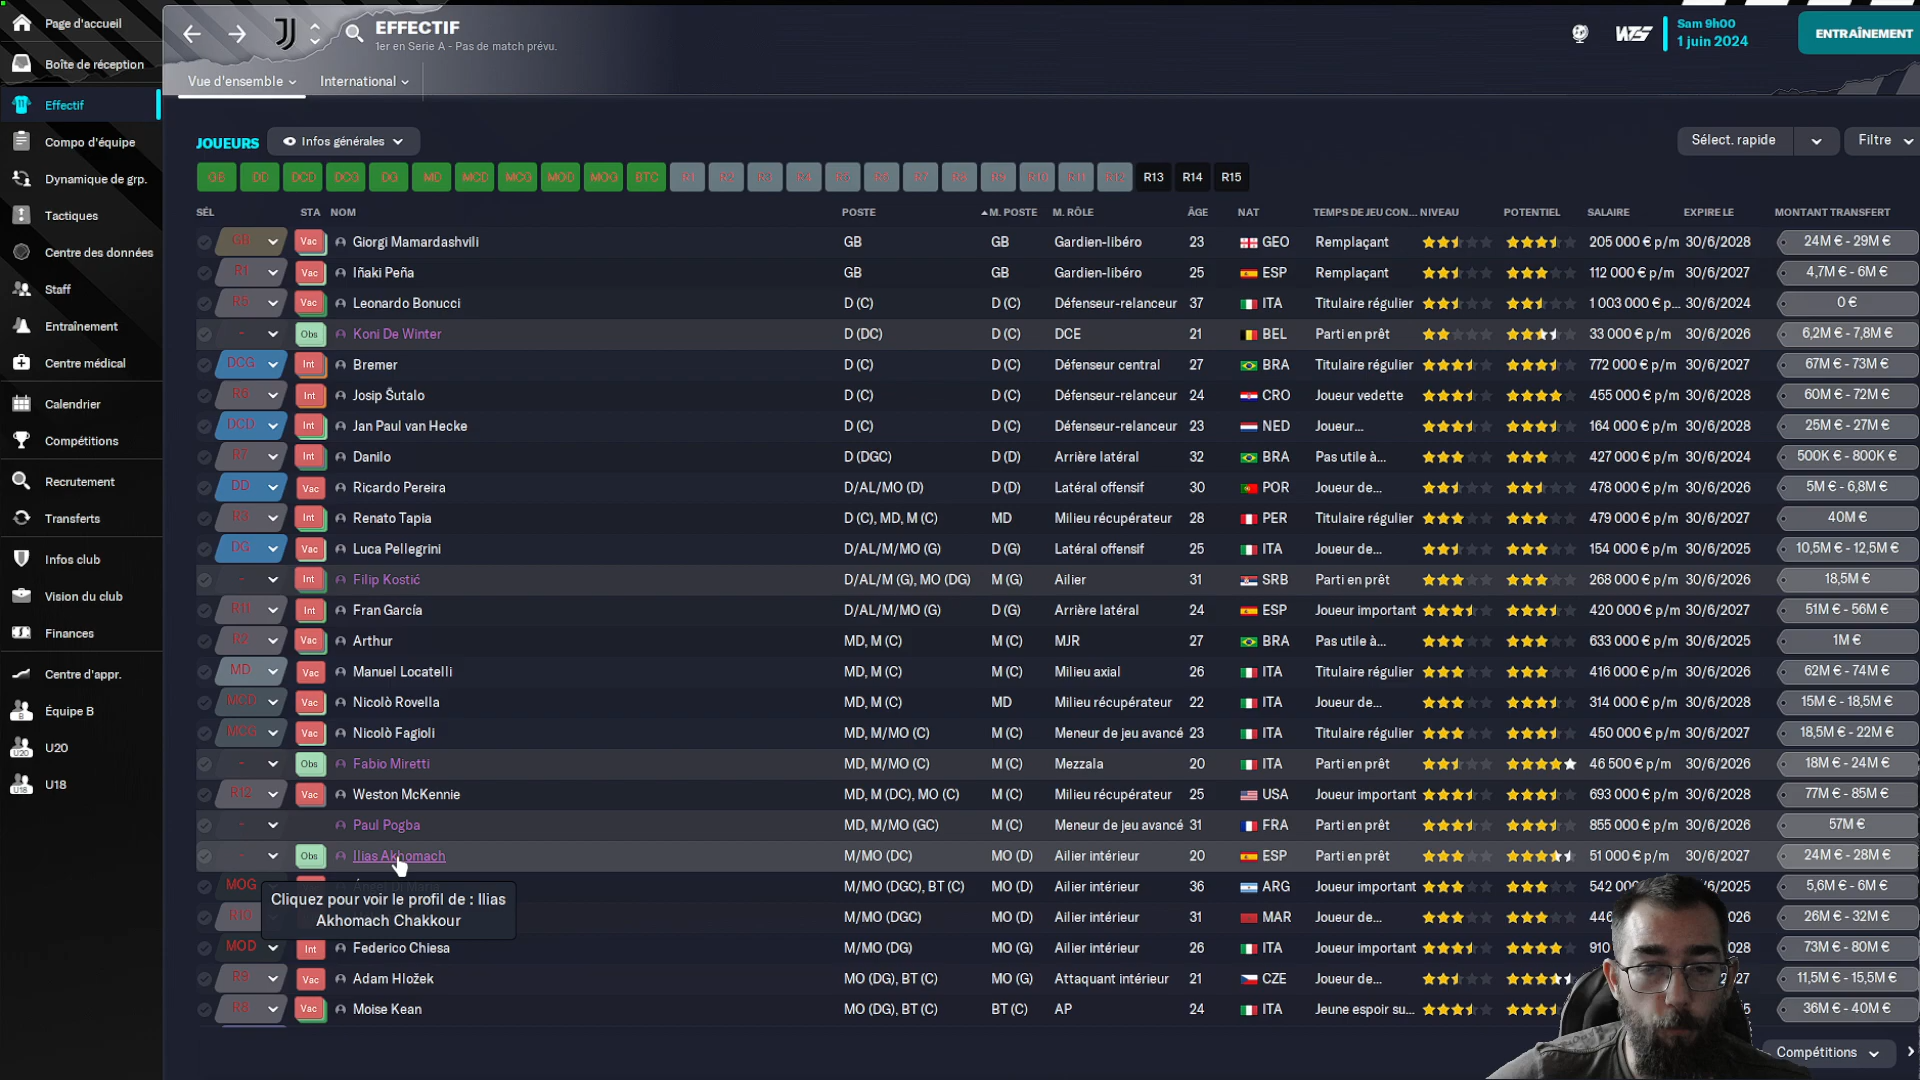 Page d'accueil
Boîte de réception
Effectif
Compo d'équipe
Dynamique de grp.
Tactiques
Centre des données
Staff
Entraînement
Centre médical
Calendrier
Compétitions
Recrutement
Transferts
Infos club
Vision du club
Finances
Centre d'appr.
Équipe B
U20
U18
EFFECTIF
1er en Serie A - Pas de match prévu.
Sam 9h00
1 juin 2024
ENTRAÎNEMENT
Vue d'ensemble International
JOUEURS Infos générales Sélect. rapide Filtre
GB DD DCD DCG DG MD MCD MCG MOD MOG BTC R1 R2 R3 R4 R5 R6 R7 R8 R9 R10 R11 R12 R13 R14 R15
SÉL STA NOM POSTE M. POSTE M. RÔLE ÂGE NAT TEMPS DE JEU CON... NIVEAU POTENTIEL SALAIRE EXPIRE LE MONTANT TRANSFERT
GB Vac Giorgi Mamardashvili GB GB Gardien-libéro 23 GEO Remplaçant 205 000 € p/m 30/6/2028 24M € - 29M €
R1 Vac Iñaki Peña GB GB Gardien-libéro 25 ESP Remplaçant 112 000 € p/m 30/6/2027 4,7M € - 6M €
R5 Vac Leonardo Bonucci D (C) D (C) Défenseur-relanceur 37 ITA Titulaire régulier 1 003 000 € p... 30/6/2024 0 €
- Obs Koni De Winter D (DC) D (C) DCE 21 BEL Parti en prêt 33 000 € p/m 30/6/2026 6,2M € - 7,8M €
DCG Int Bremer D (C) D (C) Défenseur central 27 BRA Titulaire régulier 772 000 € p/m 30/6/2028 67M € - 73M €
R6 Int Josip Šutalo D (C) D (C) Défenseur-relanceur 24 CRO Joueur vedette 455 000 € p/m 30/6/2028 60M € - 72M €
DCD Int Jan Paul van Hecke D (C) D (C) Défenseur-relanceur 23 NED Joueur... 164 000 € p/m 30/6/2028 25M € - 27M €
R7 Int Danilo D (DGC) D (D) Arrière latéral 32 BRA Pas utile à... 427 000 € p/m 30/6/2024 500K € - 800K €
DD Vac Ricardo Pereira D/AL/MO (D) D (D) Latéral offensif 30 POR Joueur de... 478 000 € p/m 30/6/2026 5M € - 6,8M €
R3 Int Renato Tapia D (C), MD, M (C) MD Milieu récupérateur 28 PER Titulaire régulier 479 000 € p/m 30/6/2027 40M €
DG Vac Luca Pellegrini D/AL/M/MO (G) D (G) Latéral offensif 25 ITA Joueur de... 154 000 € p/m 30/6/2025 10,5M € - 12,5M €
- Int Filip Kostić D/AL/M (G), MO (DG) M (G) Ailier 31 SRB Parti en prêt 268 000 € p/m 30/6/2026 18,5M €
R11 Int Fran García D/AL/M/MO (G) D (G) Arrière latéral 24 ESP Joueur important 420 000 € p/m 30/6/2027 51M € - 56M €
R2 Vac Arthur MD, M (C) M (C) MJR 27 BRA Pas utile à... 633 000 € p/m 30/6/2025 1M €
MD Vac Manuel Locatelli MD, M (C) M (C) Milieu axial 26 ITA Titulaire régulier 416 000 € p/m 30/6/2027 62M € - 74M €
MCD Vac Nicolò Rovella MD, M (C) MD Milieu récupérateur 22 ITA Joueur de... 314 000 € p/m 30/6/2026 15M € - 18,5M €
MCG Vac Nicolò Fagioli MD, M/MO (C) M (C) Meneur de jeu avancé 23 ITA Titulaire régulier 450 000 € p/m 30/6/2027 18,5M € - 22M €
- Obs Fabio Miretti MD, M/MO (C) M (C) Mezzala 20 ITA Parti en prêt 46 500 € p/m 30/6/2026 18M € - 24M €
R12 Vac Weston McKennie MD, M (DC), MO (C) M (C) Milieu récupérateur 25 USA Joueur important 693 000 € p/m 30/6/2028 77M € - 85M €
- Paul Pogba MD, M/MO (GC) M (C) Meneur de jeu avancé 31 FRA Parti en prêt 855 000 € p/m 30/6/2026 57M €
- Obs Ilias Akhomach M/MO (DC) MO (D) Ailier intérieur 20 ESP Parti en prêt 51 000 € p/m 30/6/2027 24M € - 28M €
MOG M/MO (DGC), BT (C) MO (D) Ailier intérieur 36 ARG Joueur important 542 000 2025 5,6M € - 6M €
Cliquez pour voir le profil de : Ilias
Akhomach Chakkour
R10 M/MO (DGC) MO (D) Ailier intérieur 31 MAR Joueur de... 446 2026 26M € - 32M €
MOD Int Federico Chiesa M/MO (DG) MO (G) Ailier intérieur 26 ITA Joueur important 910 2028 73M € - 80M €
R9 Vac Adam Hložek MO (DG), BT (C) MO (G) Attaquant intérieur 21 CZE Joueur de... 11,5M € - 15,5M €
R8 Vac Moise Kean MO (DG), BT (C) BT (C) AP 24 ITA Jeune espoir su... 36M € - 40M €
Compétitions